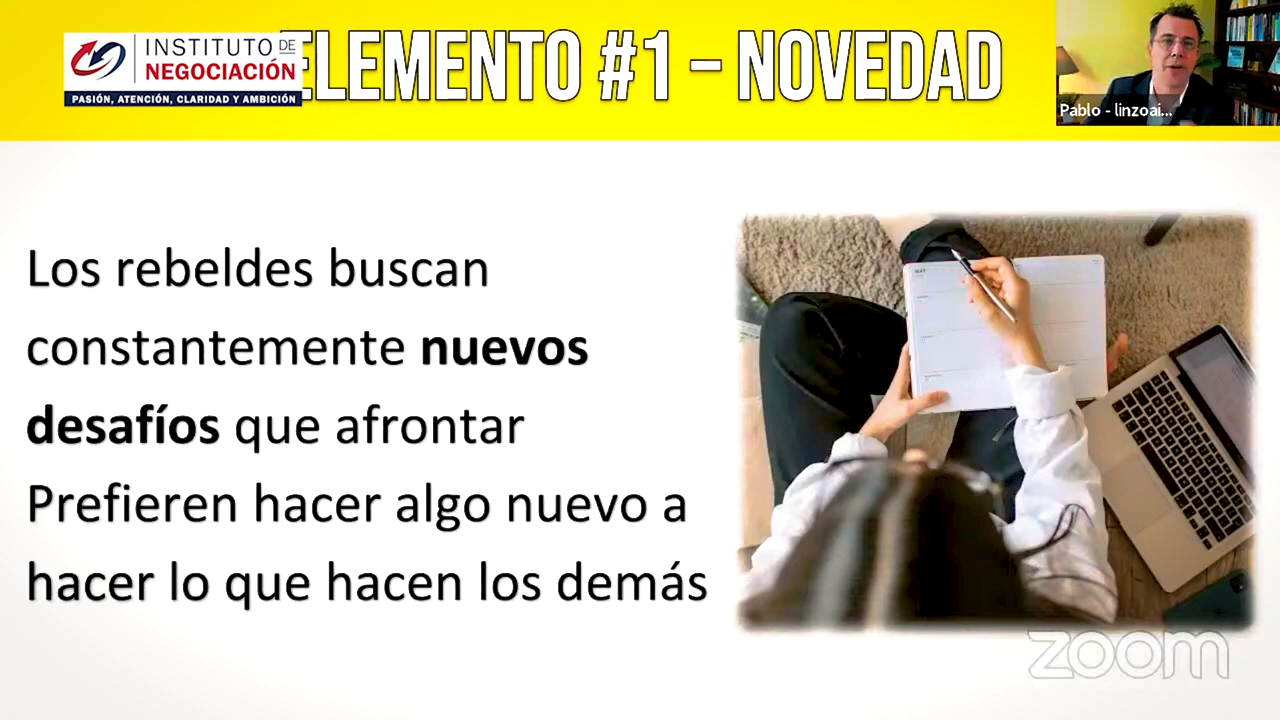 INSTITUTO DE
NEGOCIACIÓN
PASIÓN, ATENCIÓN, CLARIDAD Y AMBICIÓN
ELEMENTO #1 – NOVEDAD
Pablo - linzoai...
Los rebeldes buscan
constantemente nuevos
desafíos que afrontar
Prefieren hacer algo nuevo a
hacer lo que hacen los demás
zoom